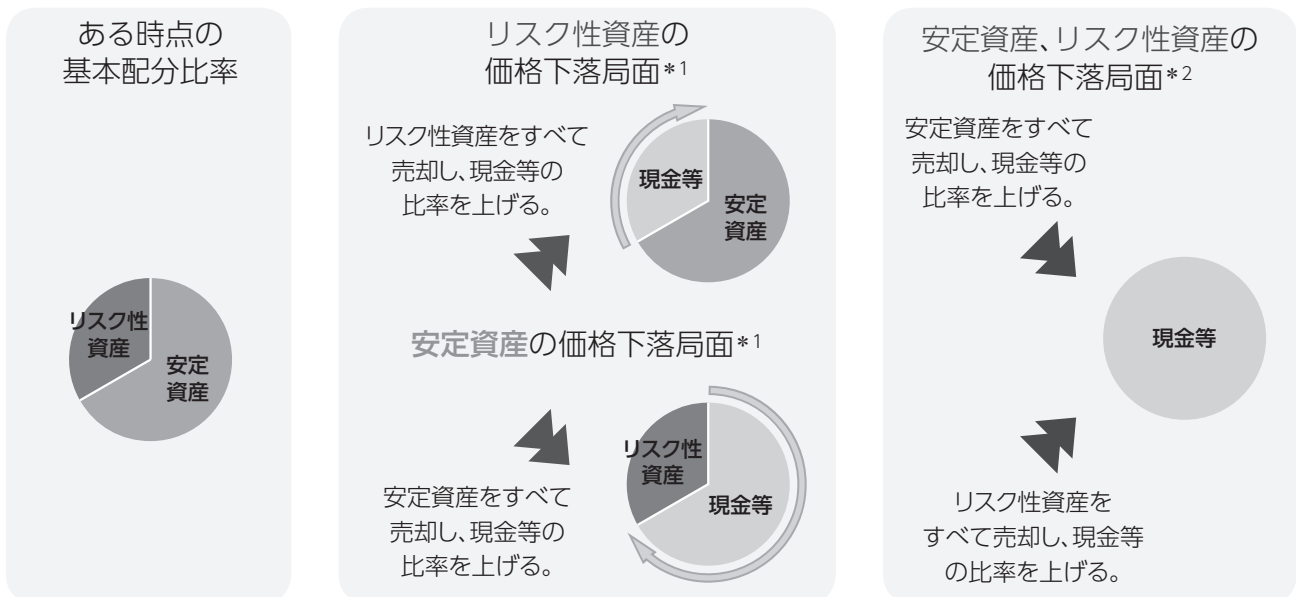 ある時点の
基本配分比率
リスク性
資産
安定
資産
リスク性資産の
価格下落局面*1
リスク性資産をすべて
売却し、現金等の
比率を上げる。
現金等
安定
資産
安定資産の価格下落局面*1
安定資産をすべて
売却し、現金等の
比率を上げる。
リスク性
資産
現金等
安定資産、リスク性資産の
価格下落局面*2
安定資産をすべて
売却し、現金等の
比率を上げる。
現金等
リスク性資産を
すべて売却し、現金等
の比率を上げる。